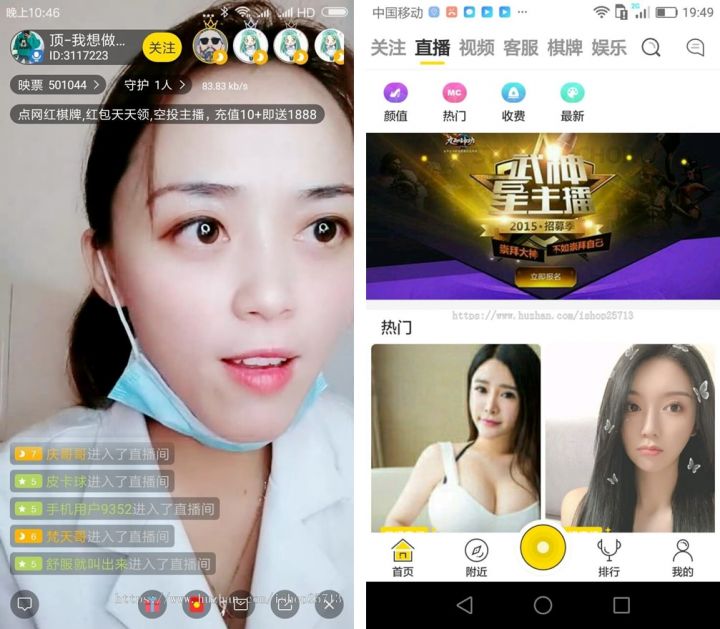 晚上10:46
HD
顶-我想做...
ID:3117223
关注
映票 501044
守护 1人
83.83 kb/s
点网红棋牌,红包天天领,空投主播，充值10+即送1888
7 庆哥哥进入了直播间
5 皮卡球进入了直播间
5 手机用户9352进入了直播间
6 梵天哥进入了直播间
5 舒服就叫出来进入了直播间
https://www.huzhan.com/ishop25713
中国移动
2G
19:49
关注 直播 视频 客服 棋牌 娱乐
MC
颜值 热门 收费 最新
武神
星主播
2015·招募季
崇拜大神 不如崇拜自己
立即报名
https://www.huzhan.com/ishop25713
热门
首页 附近 排行 我的